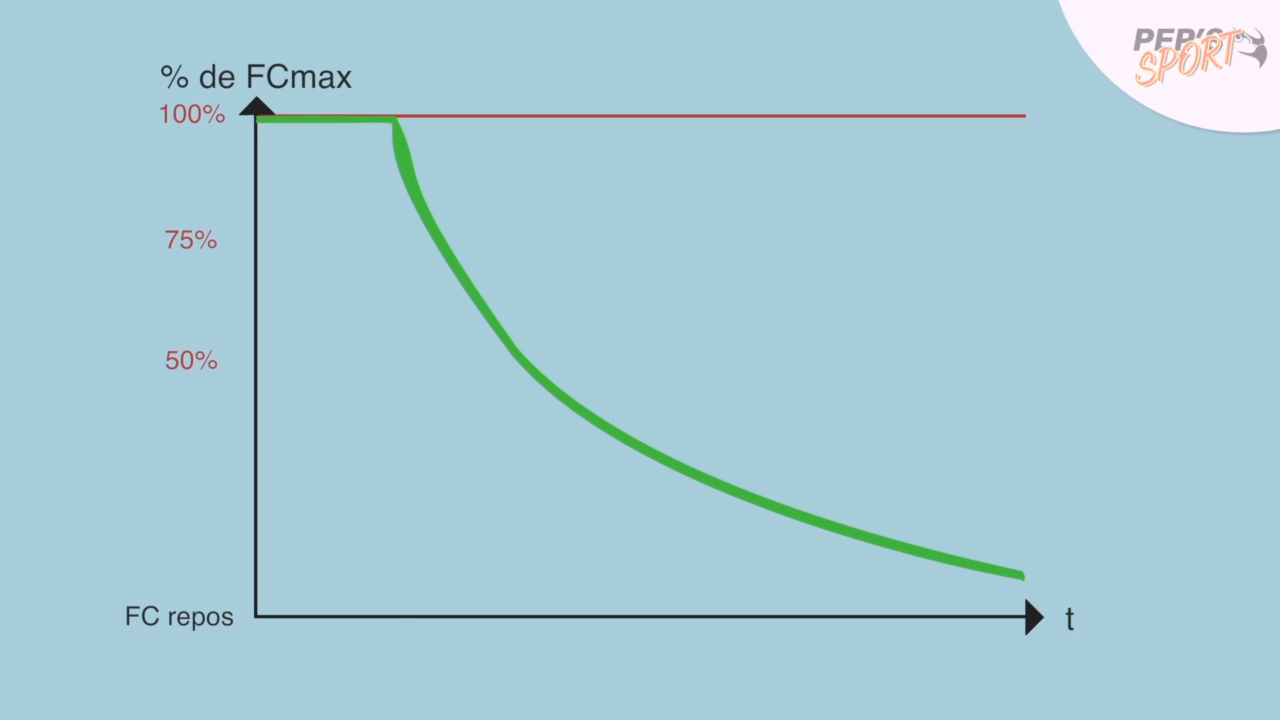 PEP'S
SPORT
% de FCmax
100%
75%
50%
FC repos
t